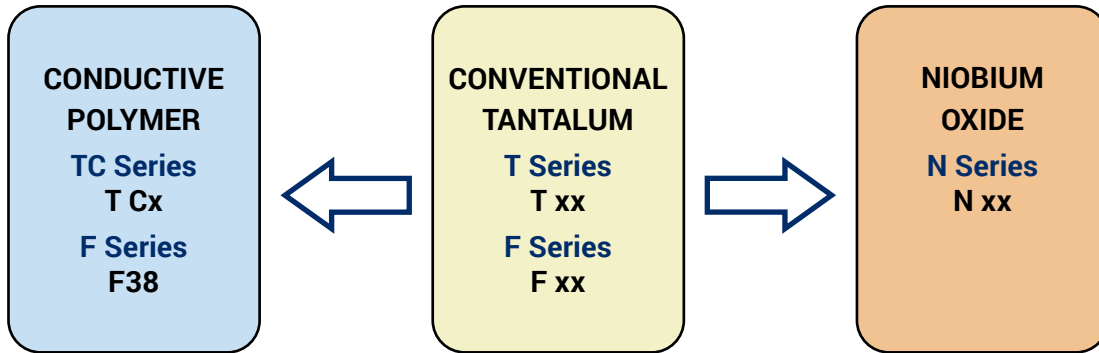 CONDUCTIVE
POLYMER
TC Series
T Cx
F Series
F38
CONVENTIONAL
TANTALUM
T Series
T xx
F Series
F xx
NIOBIUM
OXIDE
N Series
N xx